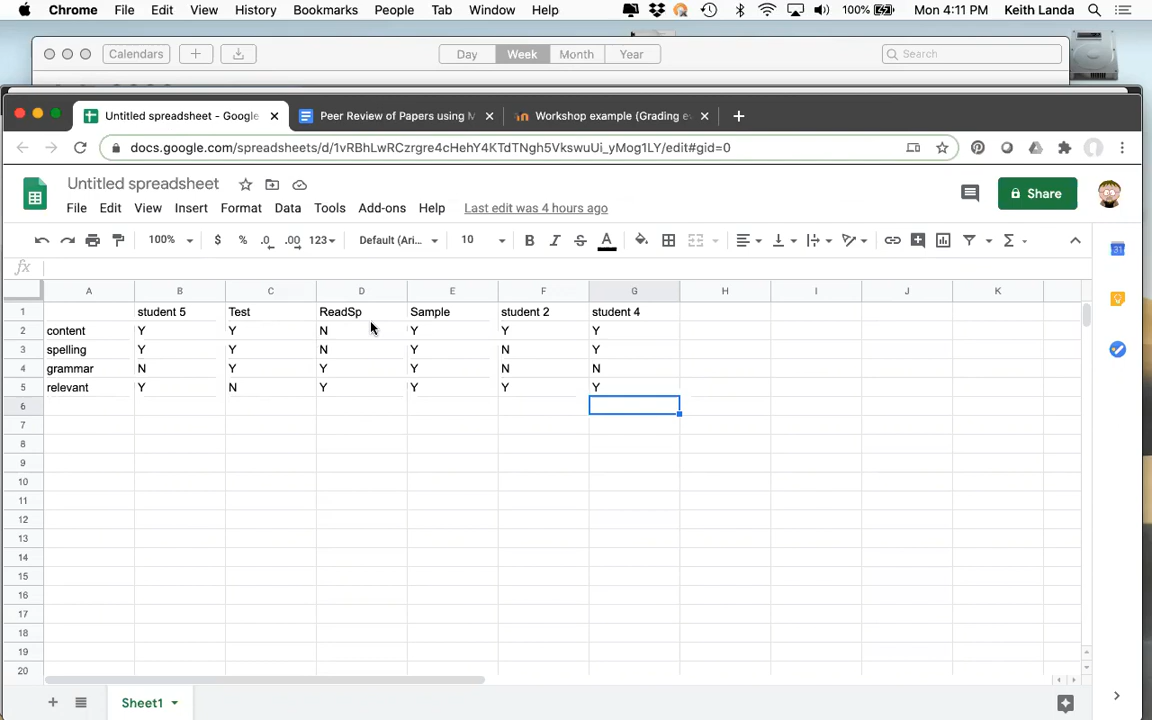 Chrome File Edit View History Bookmarks People Tab Window Help 100% Mon 4:11 PM Keith Landa
Calendars + Day Week Month Year Search
Untitled spreadsheet - Google Peer Review of Papers using M Workshop example (Grading ev
docs.google.com/spreadsheets/d/1vRBhLwRCzrgre4cHehY4KTdTNgh5VkswuUi_yMog1LY/edit#gid=0
Untitled spreadsheet
Share
File Edit View Insert Format Data Tools Add-ons Help Last edit was 4 hours ago
100% $ % .0 .00 123 Default (Ari... 10 B I S A
fx
A B C D E F G H I J K
1 student 5 Test ReadSp Sample student 2 student 4
2 content Y Y N Y Y Y
3 spelling Y Y N Y N Y
4 grammar N Y Y Y N N
5 relevant Y N Y Y Y Y
6
7
8
9
10
11
12
13
14
15
16
17
18
19
20
Sheet1